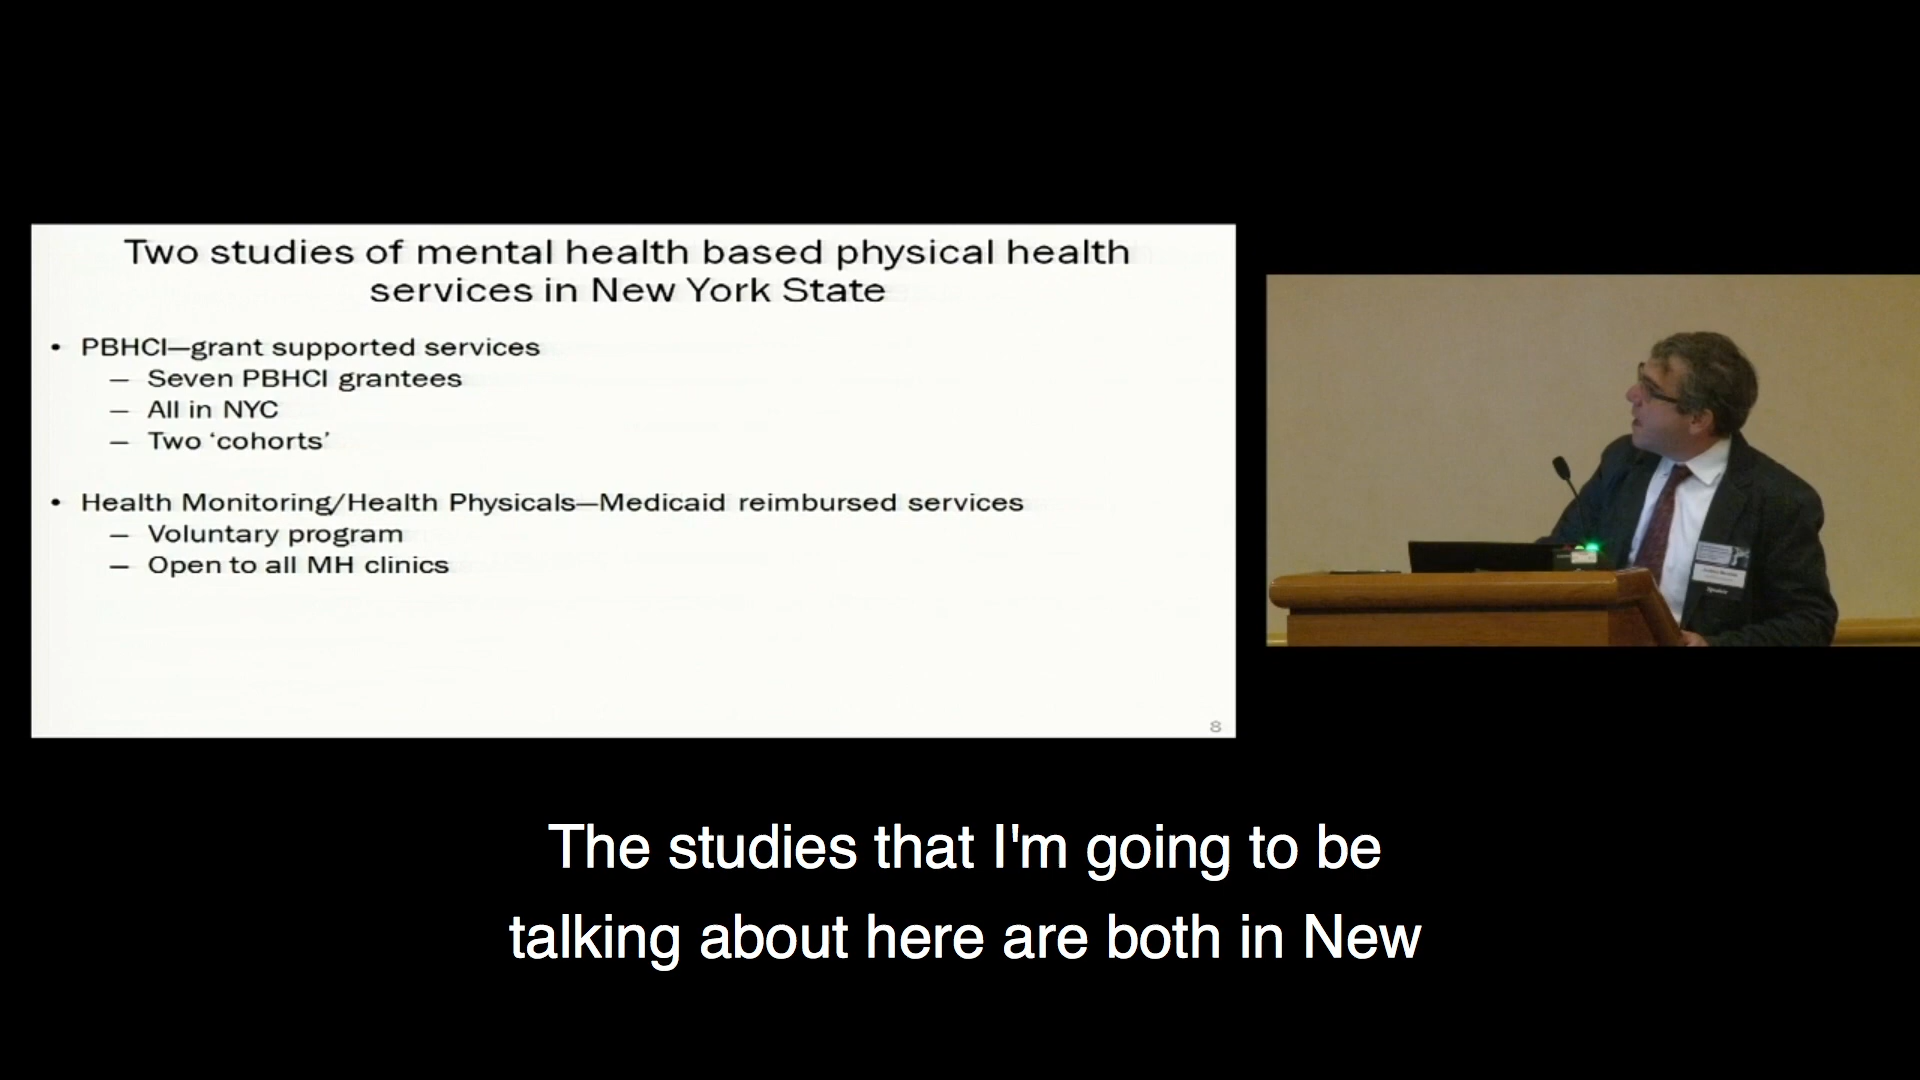 Two studies of mental health based physical health
services in New York State
• PBHCI—grant supported services
– Seven PBHCI grantees
– All in NYC
– Two ‘cohorts’
• Health Monitoring/Health Physicals—Medicaid reimbursed services
– Voluntary program
– Open to all MH clinics
8
The studies that I'm going to be
talking about here are both in New